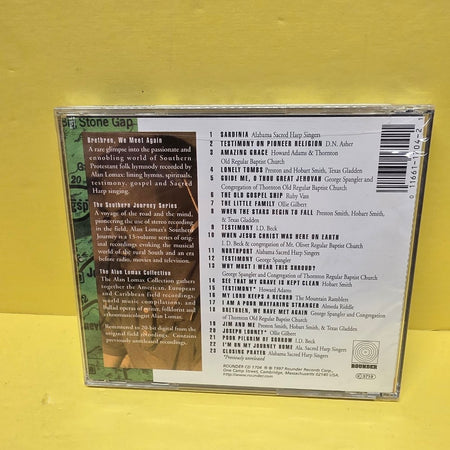 Big Stone Gap
Brethren, We Meet Again
A rare glimpse into the passionate and
ennobling world of Southern
Protestant folk hymnody recorded by
Alan Lomax: lining hymns, spirituals,
testimony, gospel and Sacred
Harp singing.
The Southern Journey Series
A voyage of the road and the mind,
pioneering the use of stereo recording
in the field, Alan Lomax's Southern
Journey is a 13-volume series of original
recordings evoking the musical
world of the rural South and an era
before radio, movies and television.
The Alan Lomax Collection
The Alan Lomax Collection gathers
together the American, European
and Caribbean field recordings,
world music compilations, and
ballad operas of writer, folklorist and
ethnomusicologist Alan Lomax.
Remastered to 20-bit digital from the
original field recordings. Contains
previously unreleased recordings.
1 SARDINIA Alabama Sacred Harp Singers
2 TESTIMONY ON PIONEER RELIGION D.N. Asher
3 AMAZING GRACE Howard Adams & Thornton
Old Regular Baptist Church
4 LONELY TOMBS Preston and Hobart Smith, Texas Gladden
5 GUIDE ME, O THOU GREAT JEHOVAH George Spangler and
Congregation of Thornton Old Regular Baptist Church
6 THE OLD GOSPEL SHIP Ruby Vass
7 THE LITTLE FAMILY Ollie Gilbert
8 WHEN THE STARS BEGIN TO FALL Preston Smith, Hobart Smith,
& Texas Gladden
9 TESTIMONY I.D. Beck
10 WHEN JESUS CHRIST WAS HERE ON EARTH
I.D. Beck & congregation of Mt. Olivet Regular Baptist Church
11 NORTHPORT Alabama Sacred Harp Singers
12 TESTIMONY George Spangler
13 WHY MUST I WEAR THIS SHROUD?
George Spangler and Congregation of Thornton Regular Baptist Church
14 SEE THAT MY GRAVE IS KEPT CLEAN Hobart Smith
15 TESTIMONY* Howard Adams
16 MY LORD KEEPS A RECORD The Mountain Ramblers
17 I AM A POOR WAYFARING STRANGER Almeda Riddle
18 BRETHREN, WE HAVE MET AGAIN George Spangler and Congregation
of Thornton Old Regular Baptist Church
19 JIM AND ME Preston Smith, Hobart Smith, & Texas Gladden
20 JOSEPH LOONEY* Ollie Gilbert
21 POOR PILGRIM OF SORROW I.D. Beck
22 I'M ON MY JOURNEY HOME Ala. Sacred Harp Singers
23 CLOSING PRAYER Alabama Sacred Harp Singers
*Previously unreleased
ROUNDER CD 1704 ℗ © 1997 Rounder Records Corp.,
One Camp Street, Cambridge, Massachusetts 02140 USA
http://www.rounder.com
ROUNDER
0 11661-1704-2 1